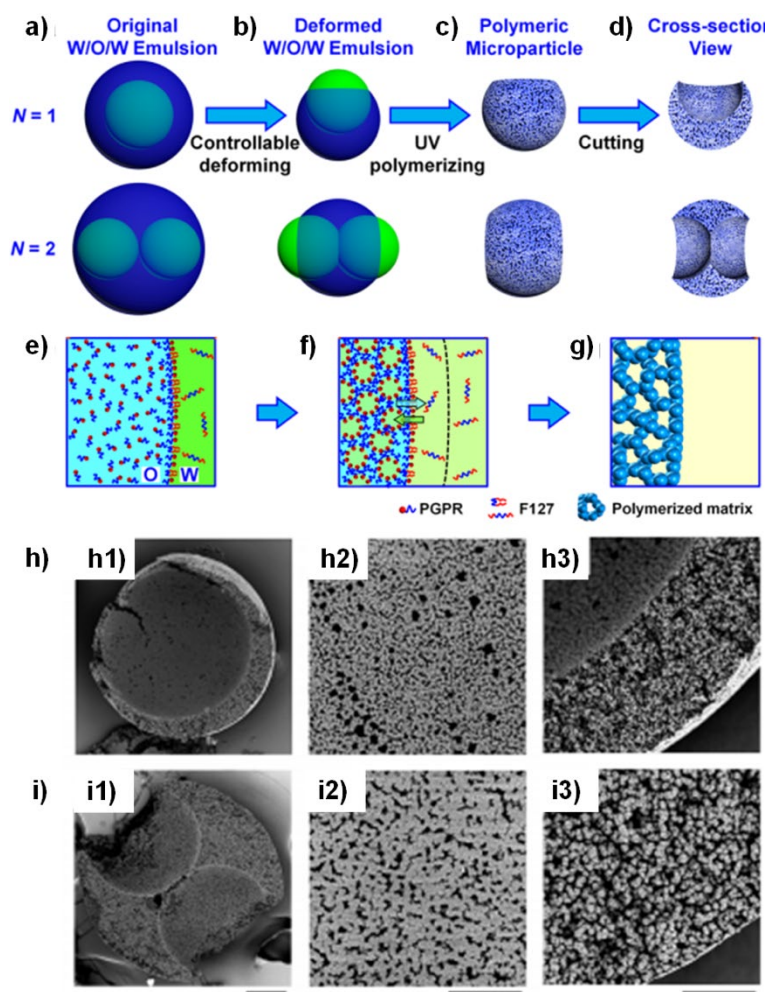 a)
Original
W/O/W Emulsion
b)
Deformed
W/O/W Emulsion
c)
Polymeric
Microparticle
d)
Cross-section
View
N = 1
Controllable
deforming
UV
polymerizing
Cutting
N = 2
e)
f)
g)
O
W
PGPR
F127
Polymerized matrix
h)
h1)
h2)
h3)
i)
i1)
i2)
i3)